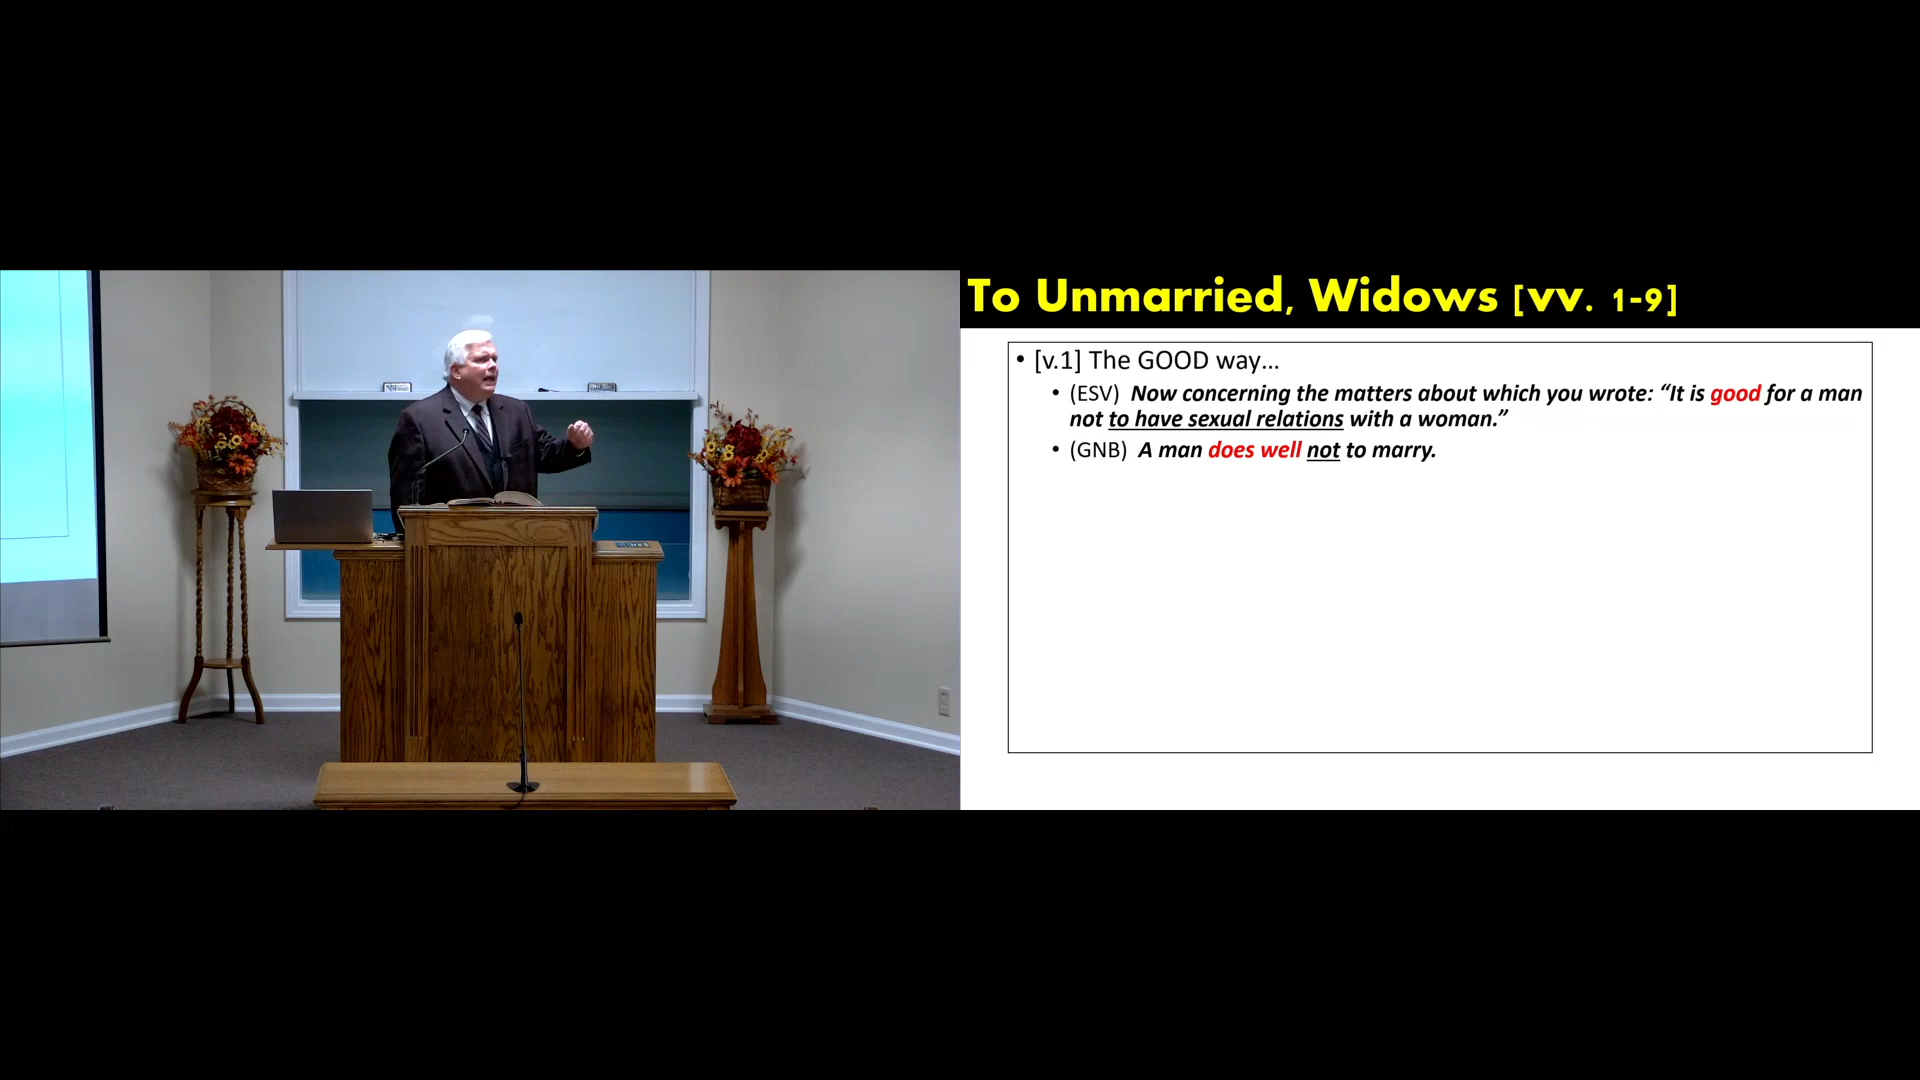 To Unmarried, Widows [vv. 1-9]
• [v.1] The GOOD way…
• (ESV) Now concerning the matters about which you wrote: “It is good for a man
not to have sexual relations with a woman.”
• (GNB) A man does well not to marry.